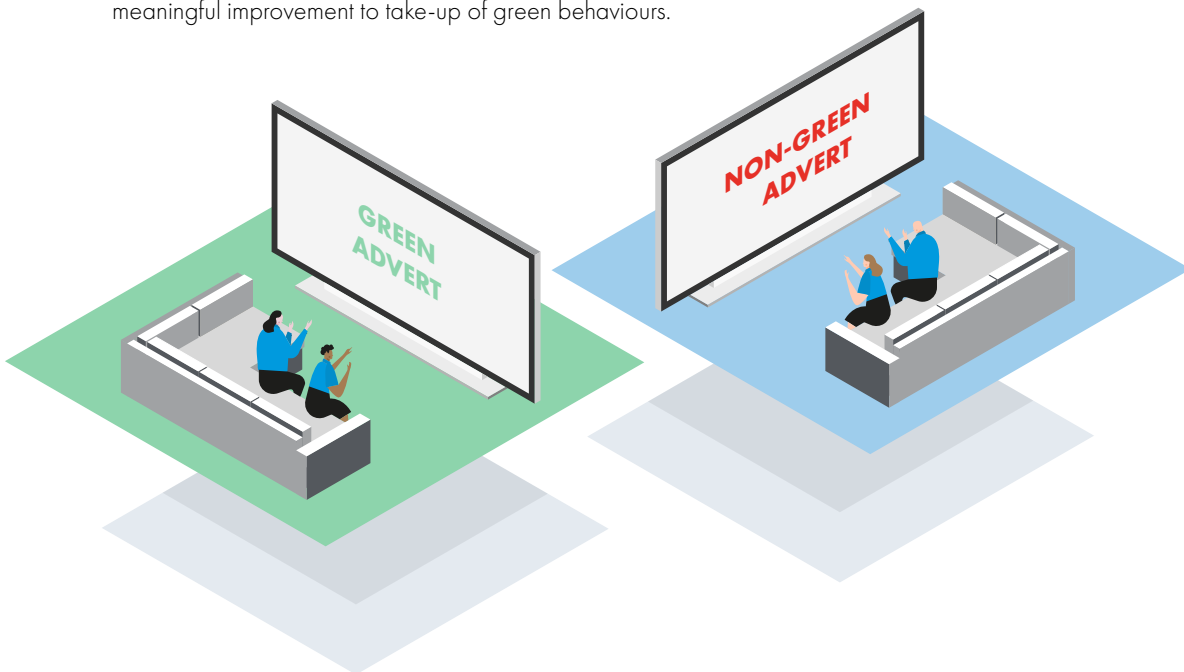 meaningful improvement to take-up of green behaviours.
GREEN
ADVERT
NON-GREEN
ADVERT